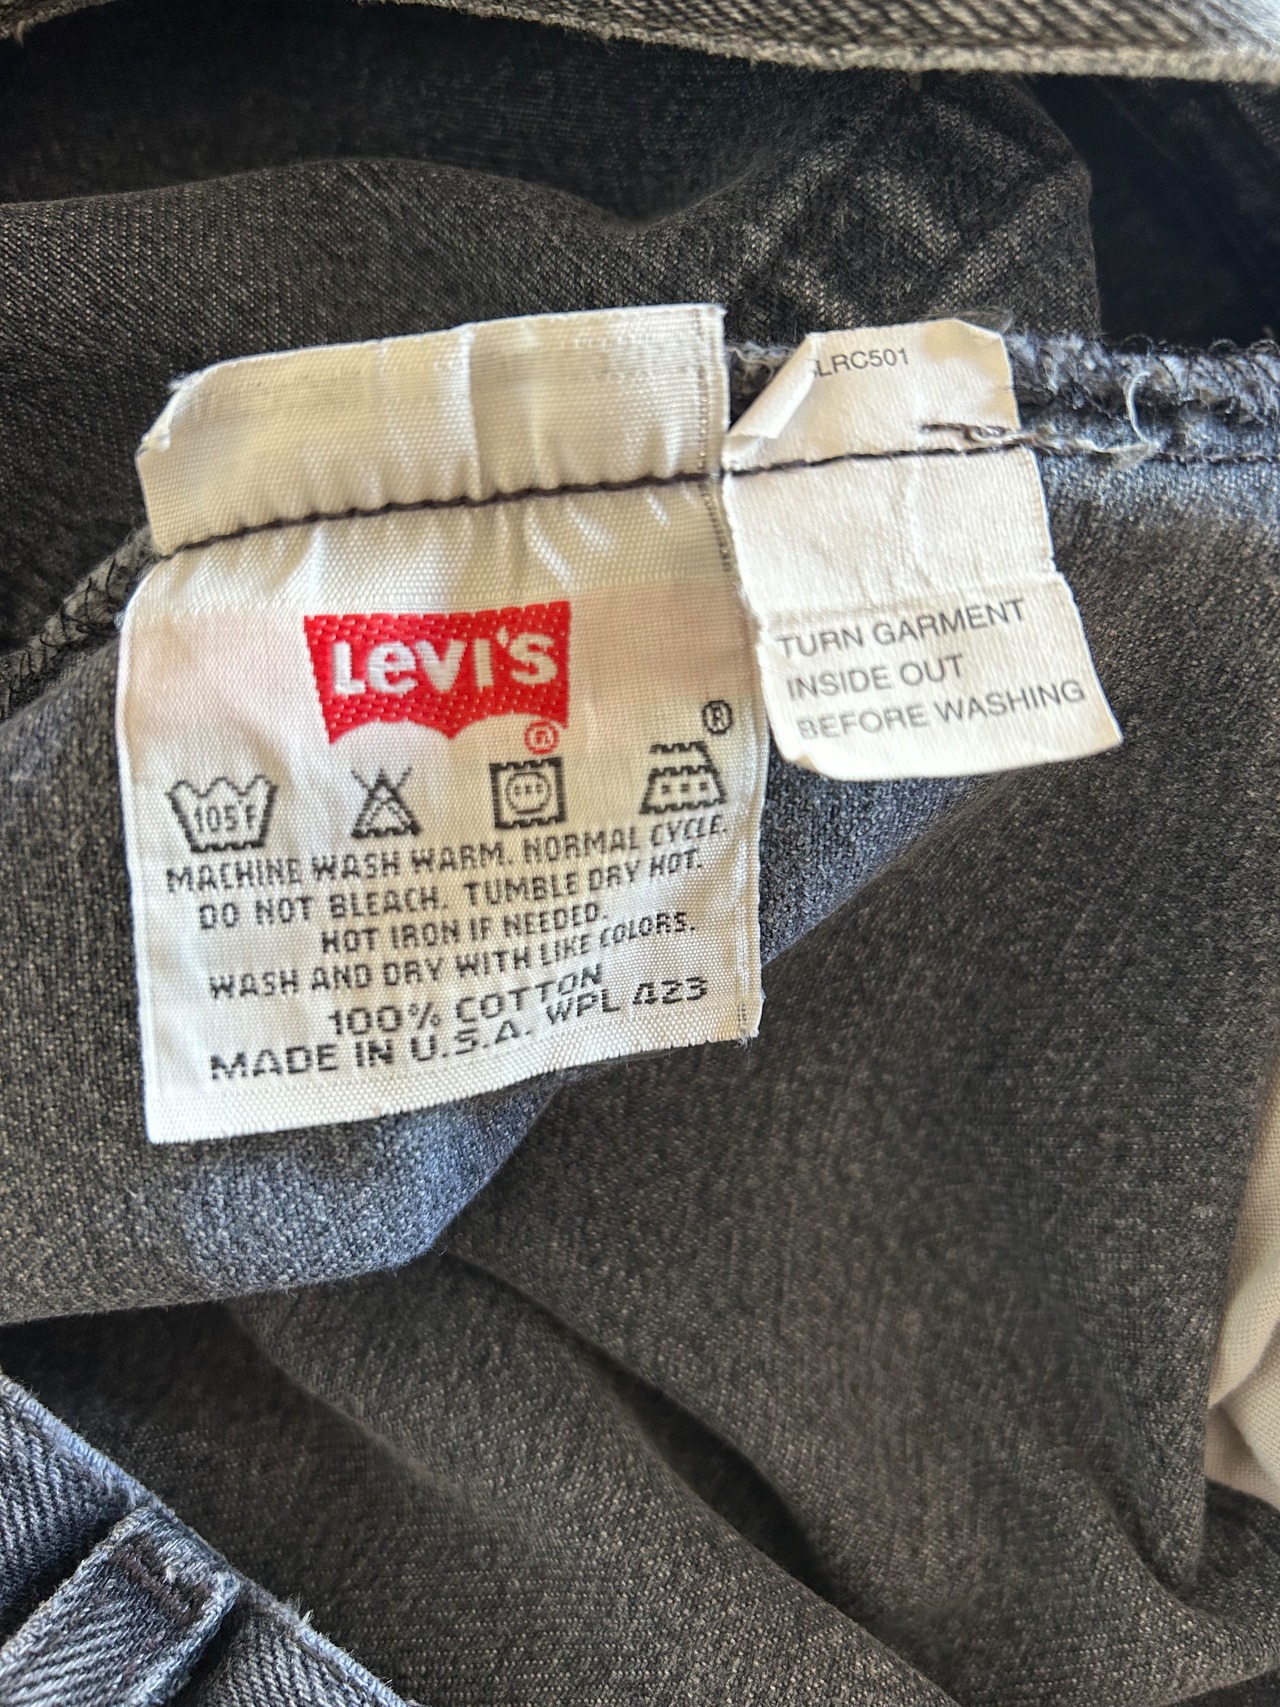 LRC501
LEVI'S
®
®
105°F
MACHINE WASH WARM. NORMAL CYCLE.
DO NOT BLEACH. TUMBLE DRY HOT.
HOT IRON IF NEEDED.
WASH AND DRY WITH LIKE COLORS.
100% COTTON
MADE IN U.S.A. WPL 423
TURN GARMENT
INSIDE OUT
BEFORE WASHING